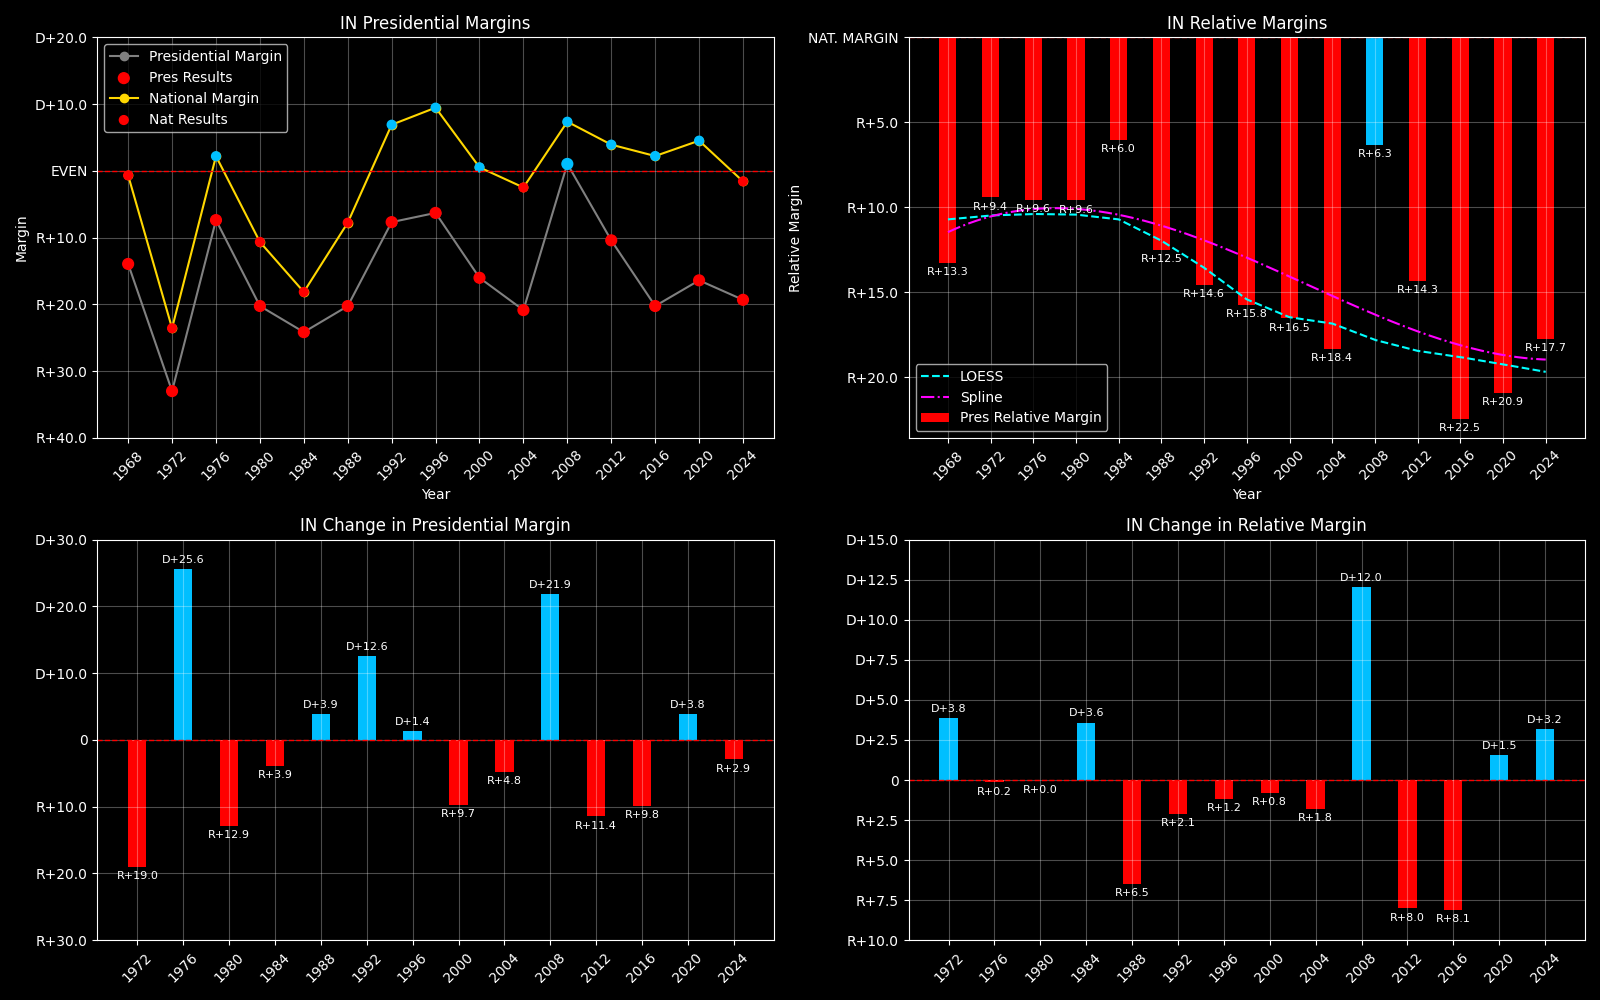 IN Presidential Margins
D+20.0
D+10.0
EVEN
R+10.0
R+20.0
R+30.0
R+40.0
Margin
Presidential Margin
Pres Results
National Margin
Nat Results
1968 1972 1976 1980 1984 1988 1992 1996 2000 2004 2008 2012 2016 2020 2024
Year
IN Relative Margins
NAT. MARGIN
R+5.0
R+10.0
R+15.0
R+20.0
Relative Margin
R+13.3 R+9.4 R+9.6 R+9.6 R+6.0 R+12.5 R+14.6 R+15.8 R+16.5 R+18.4 R+6.3 R+14.3 R+22.5 R+20.9 R+17.7
LOESS
Spline
Pres Relative Margin
1968 1972 1976 1980 1984 1988 1992 1996 2000 2004 2008 2012 2016 2020 2024
Year
IN Change in Presidential Margin
D+30.0
D+20.0
D+10.0
0
R+10.0
R+20.0
R+30.0
R+19.0 D+25.6 R+12.9 R+3.9 D+3.9 D+12.6 D+1.4 R+9.7 R+4.8 D+21.9 R+11.4 R+9.8 D+3.8 R+2.9
1972 1976 1980 1984 1988 1992 1996 2000 2004 2008 2012 2016 2020 2024
IN Change in Relative Margin
D+15.0
D+12.5
D+10.0
D+7.5
D+5.0
D+2.5
0
R+2.5
R+5.0
R+7.5
R+10.0
D+3.8 R+0.2 R+0.0 D+3.6 R+6.5 R+2.1 R+1.2 R+0.8 R+1.8 D+12.0 R+8.0 R+8.1 D+1.5 D+3.2
1972 1976 1980 1984 1988 1992 1996 2000 2004 2008 2012 2016 2020 2024